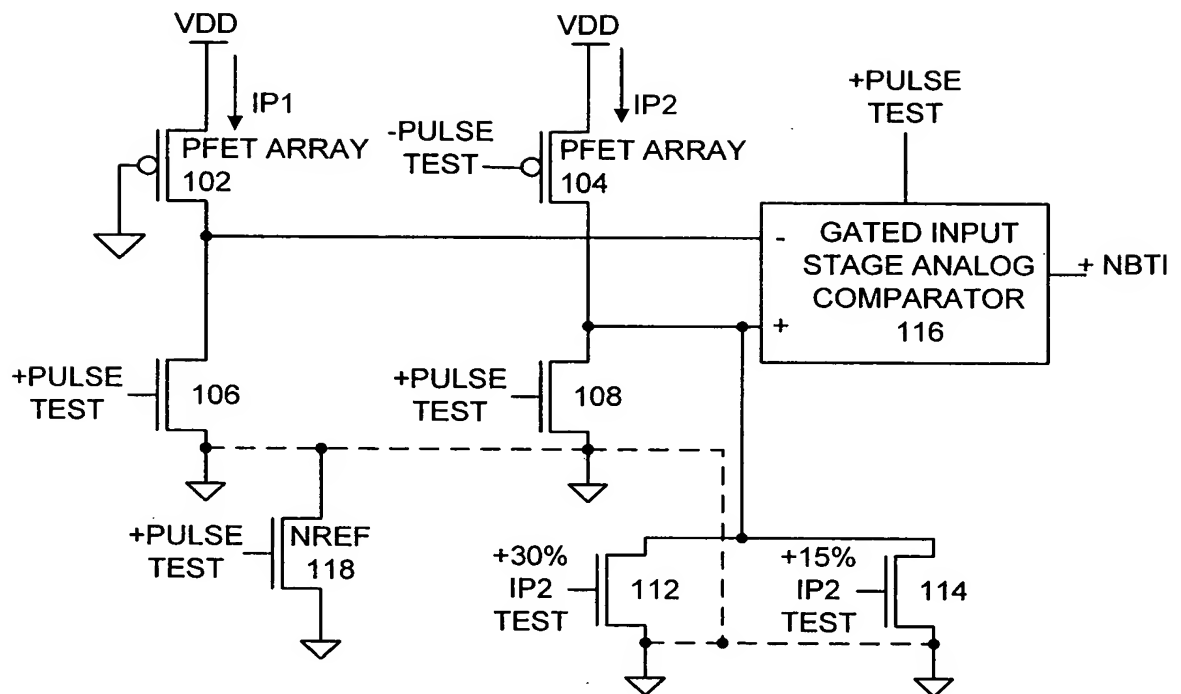 VDD
IP1
PFET ARRAY
102
VDD
IP2
-PULSE
TEST
PFET ARRAY
104
+PULSE
TEST
-
+
GATED INPUT
STAGE ANALOG
COMPARATOR
116
+ NBTI
+PULSE
TEST
106
+PULSE
TEST
108
+PULSE
TEST
NREF
118
+30%
IP2
TEST
112
+15%
IP2
TEST
114